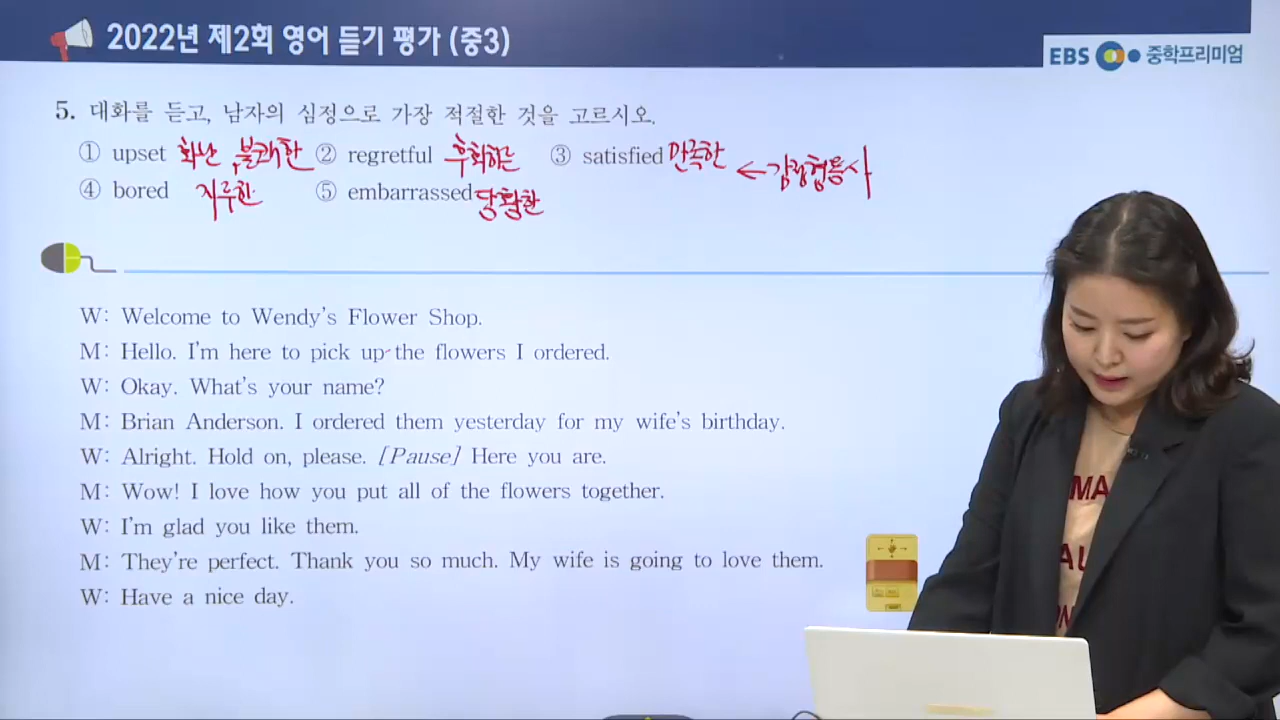 2022년 제2회 영어 듣기 평가 (중3)
EBS 중학프리미엄
5. 대화를 듣고, 남자의 심정으로 가장 적절한 것을 고르시오.
① upset 화난, 불쾌한 ② regretful 후회하는 ③ satisfied 만족한 ← 감정형용사
④ bored 지루한 ⑤ embarrassed 당황한
W: Welcome to Wendy's Flower Shop.
M: Hello. I'm here to pick up the flowers I ordered.
W: Okay. What's your name?
M: Brian Anderson. I ordered them yesterday for my wife's birthday.
W: Alright. Hold on, please. [Pause] Here you are.
M: Wow! I love how you put all of the flowers together.
W: I'm glad you like them.
M: They're perfect. Thank you so much. My wife is going to love them.
W: Have a nice day.
MA
AU